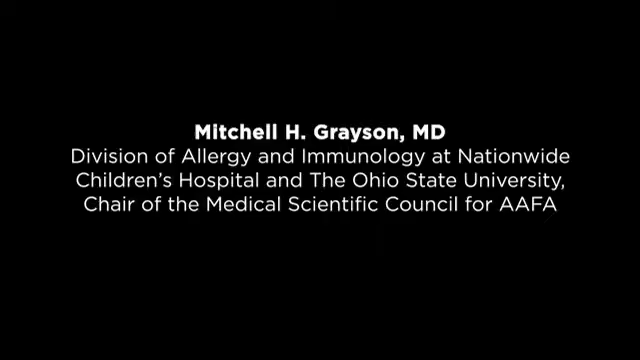 Mitchell H. Grayson, MD
Division of Allergy and Immunology at Nationwide
Children's Hospital and The Ohio State University,
Chair of the Medical Scientific Council for AAFA